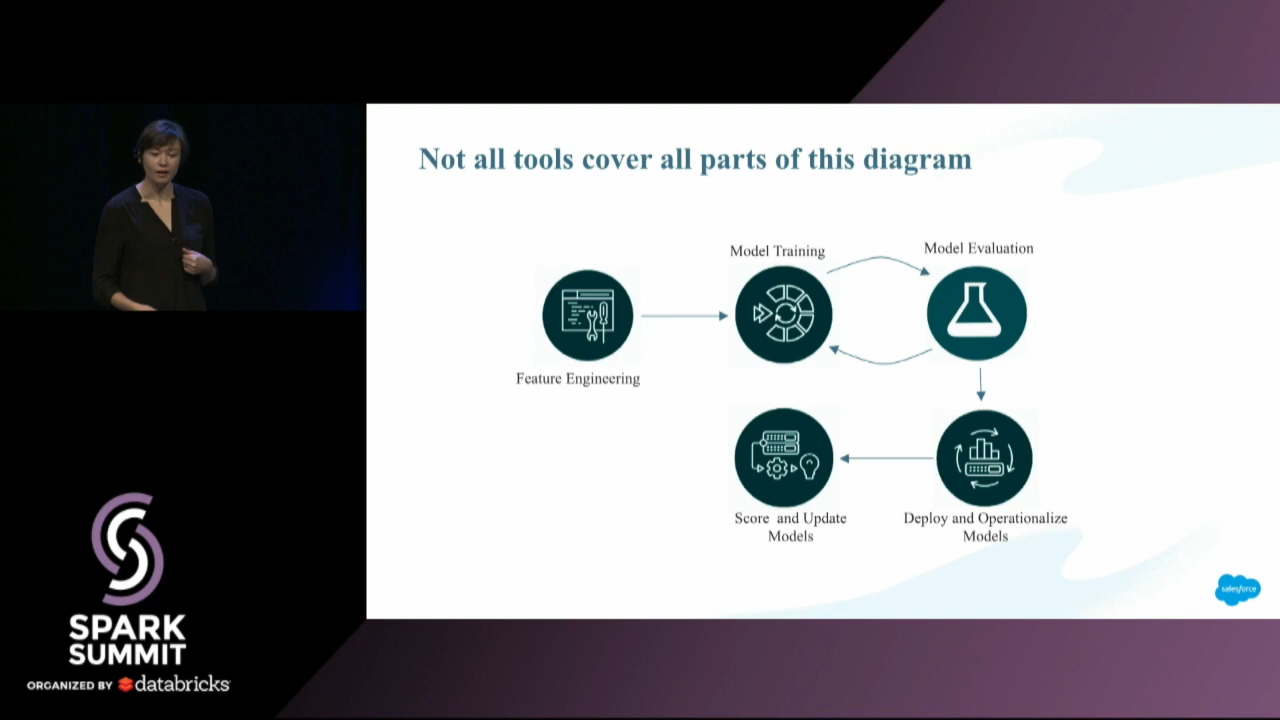 Not all tools cover all parts of this diagram
Model Training
Model Evaluation
Feature Engineering
Score and Update
Models
Deploy and Operationalize
Models
salesforce
SPARK
SUMMIT
ORGANIZED BY databricks